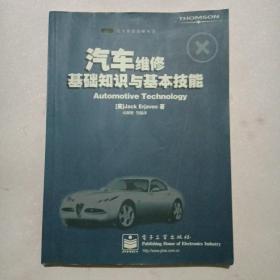 THOMSON
汽车维修
基础知识与基本技能
Automotive Technology
[美]Jack Erjavec 著
电子工业出版社
Publishing House of Electronics Industry